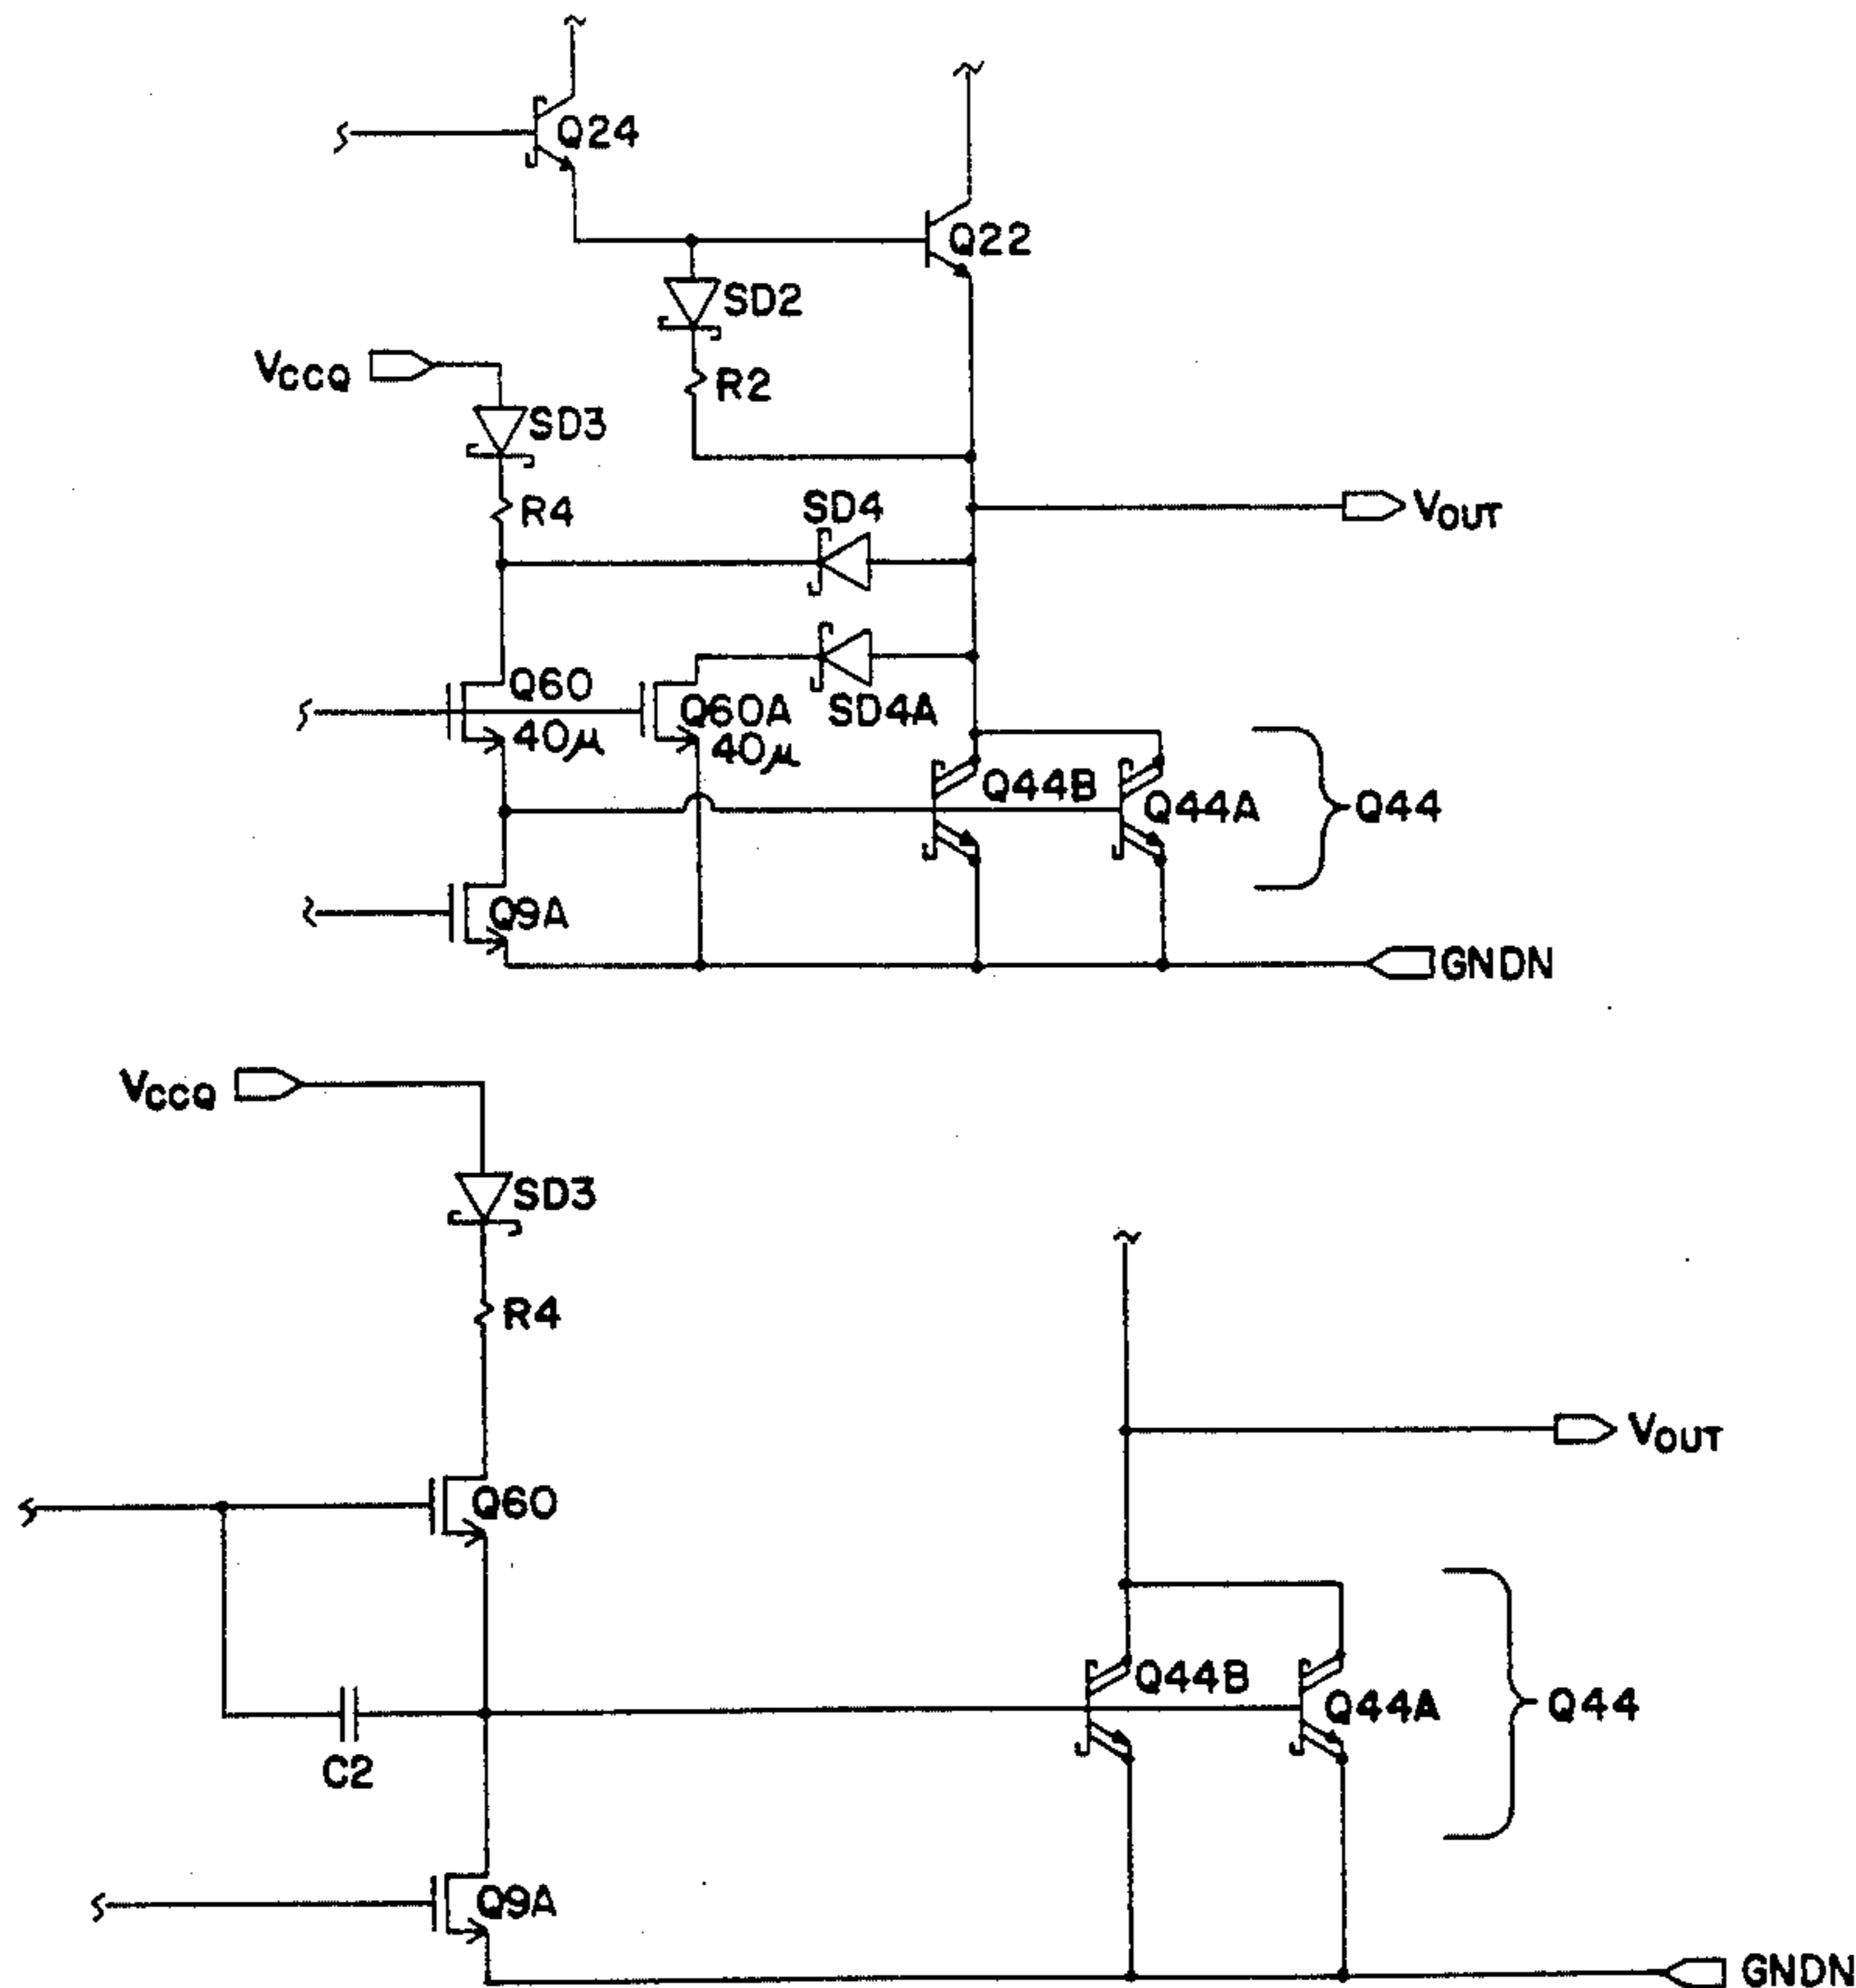 Q24
Q22
SD2
VCCQ
R2
SD3
R4
SD4
VOUT
Q60
40μ
Q60A
40μ
SD4A
Q44B
Q44A
Q44
Q9A
GNDN
VCCQ
SD3
R4
VOUT
Q60
Q44B
Q44A
Q44
C2
Q9A
GNDN